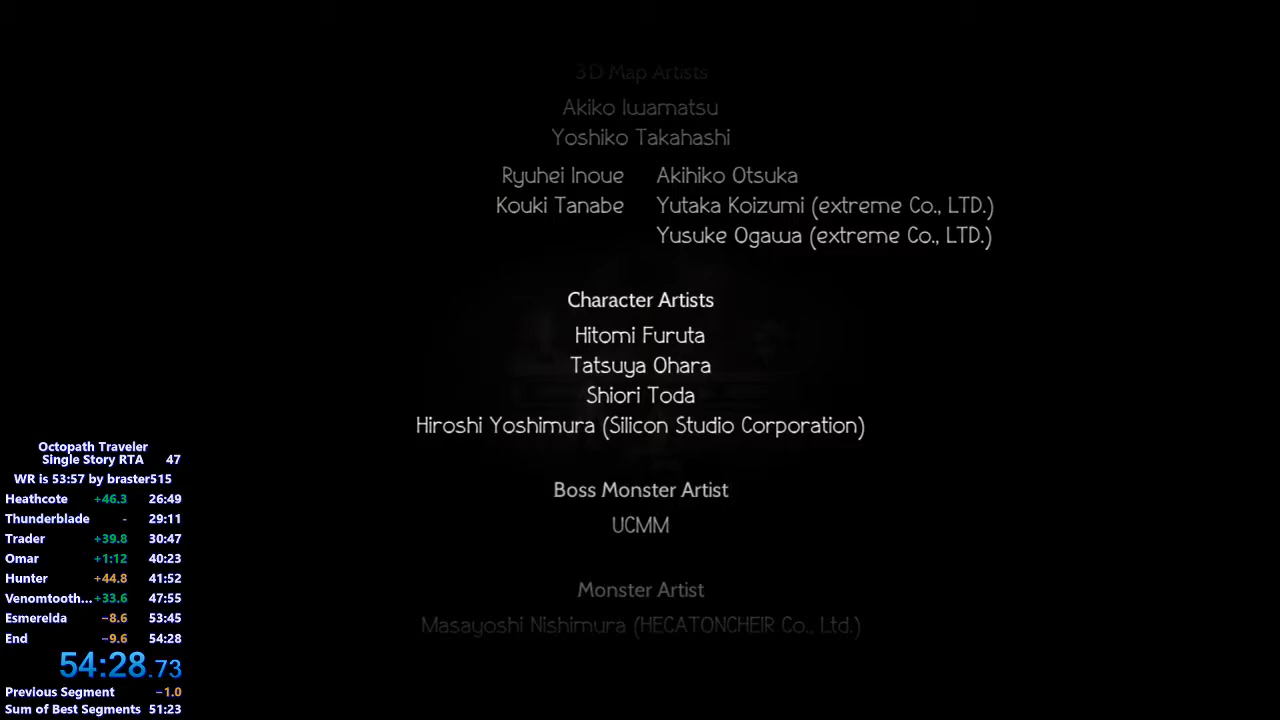 3D Map Artists
Akiko Iwamatsu
Yoshiko Takahashi
Ryuhei Inoue Akihiko Otsuka
Kouki Tanabe Yutaka Koizumi (extreme Co., LTD.)
Yusuke Ogawa (extreme Co., LTD.)
Character Artists
Hitomi Furuta
Tatsuya Ohara
Shiori Toda
Hiroshi Yoshimura (Silicon Studio Corporation)
Boss Monster Artist
UCMM
Monster Artist
Masayoshi Nishimura (HECATONCHEIR Co., Ltd.)
Octopath Traveler
Single Story RTA 47
WR is 53:57 by braster515
Heathcote +46.3 26:49
Thunderblade - 29:11
Trader +39.8 30:47
Omar +1:12 40:23
Hunter +44.8 41:52
Venomtooth... +33.6 47:55
Esmerelda −8.6 53:45
End −9.6 54:28
54:28.73
Previous Segment −1.0
Sum of Best Segments 51:23